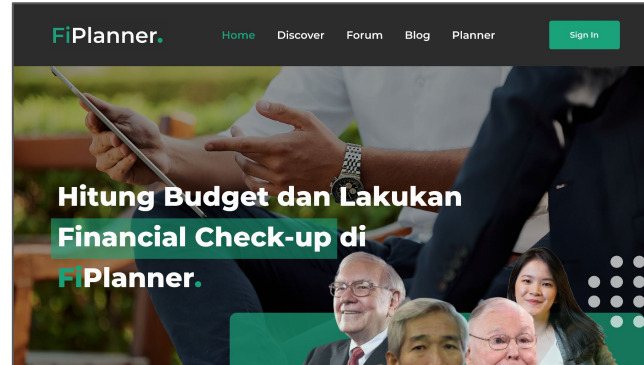 FiPlanner.
Home Discover Forum Blog Planner Sign In
Hitung Budget dan Lakukan
Financial Check-up di
FiPlanner.